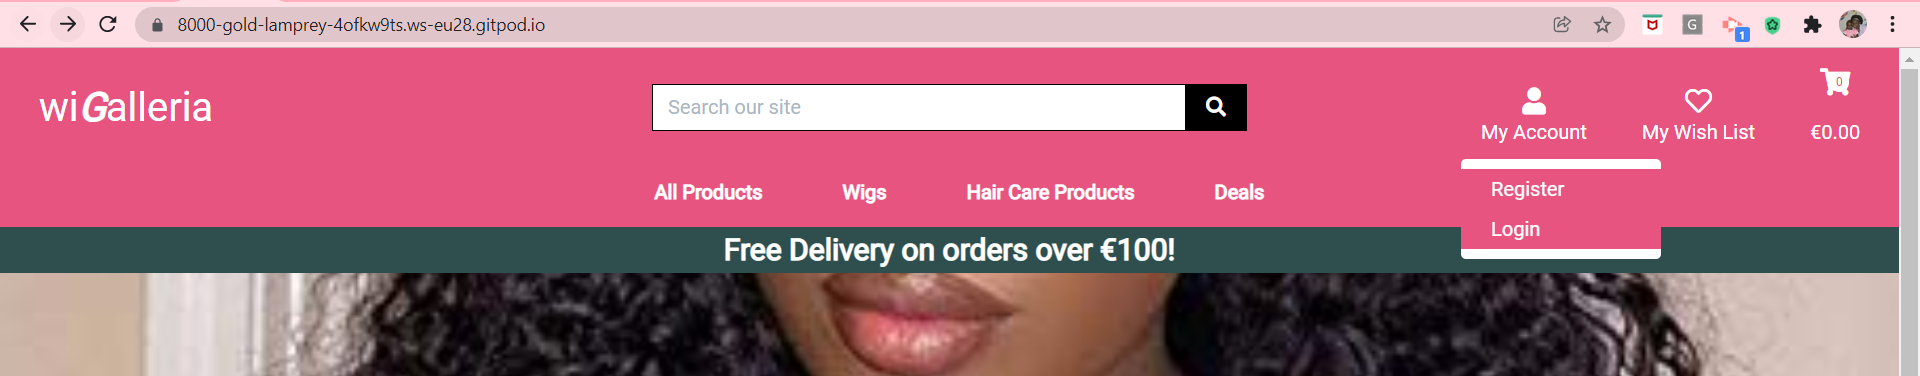 8000-gold-lamprey-4ofkw9ts.ws-eu28.gitpod.io
G
1
wiGalleria
Search our site
My Account
My Wish List
0
€0.00
All Products
Wigs
Hair Care Products
Deals
Register
Login
Free Delivery on orders over €100!